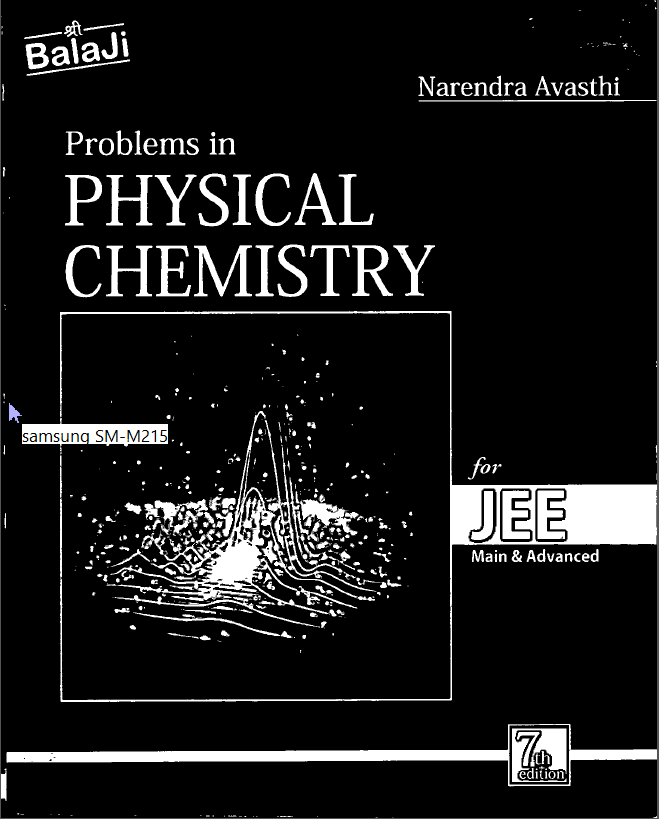 श्री
BalaJi
Narendra Avasthi
Problems in
PHYSICAL
CHEMISTRY
samsung SM-M215
for
JEE
Main & Advanced
7th
edition